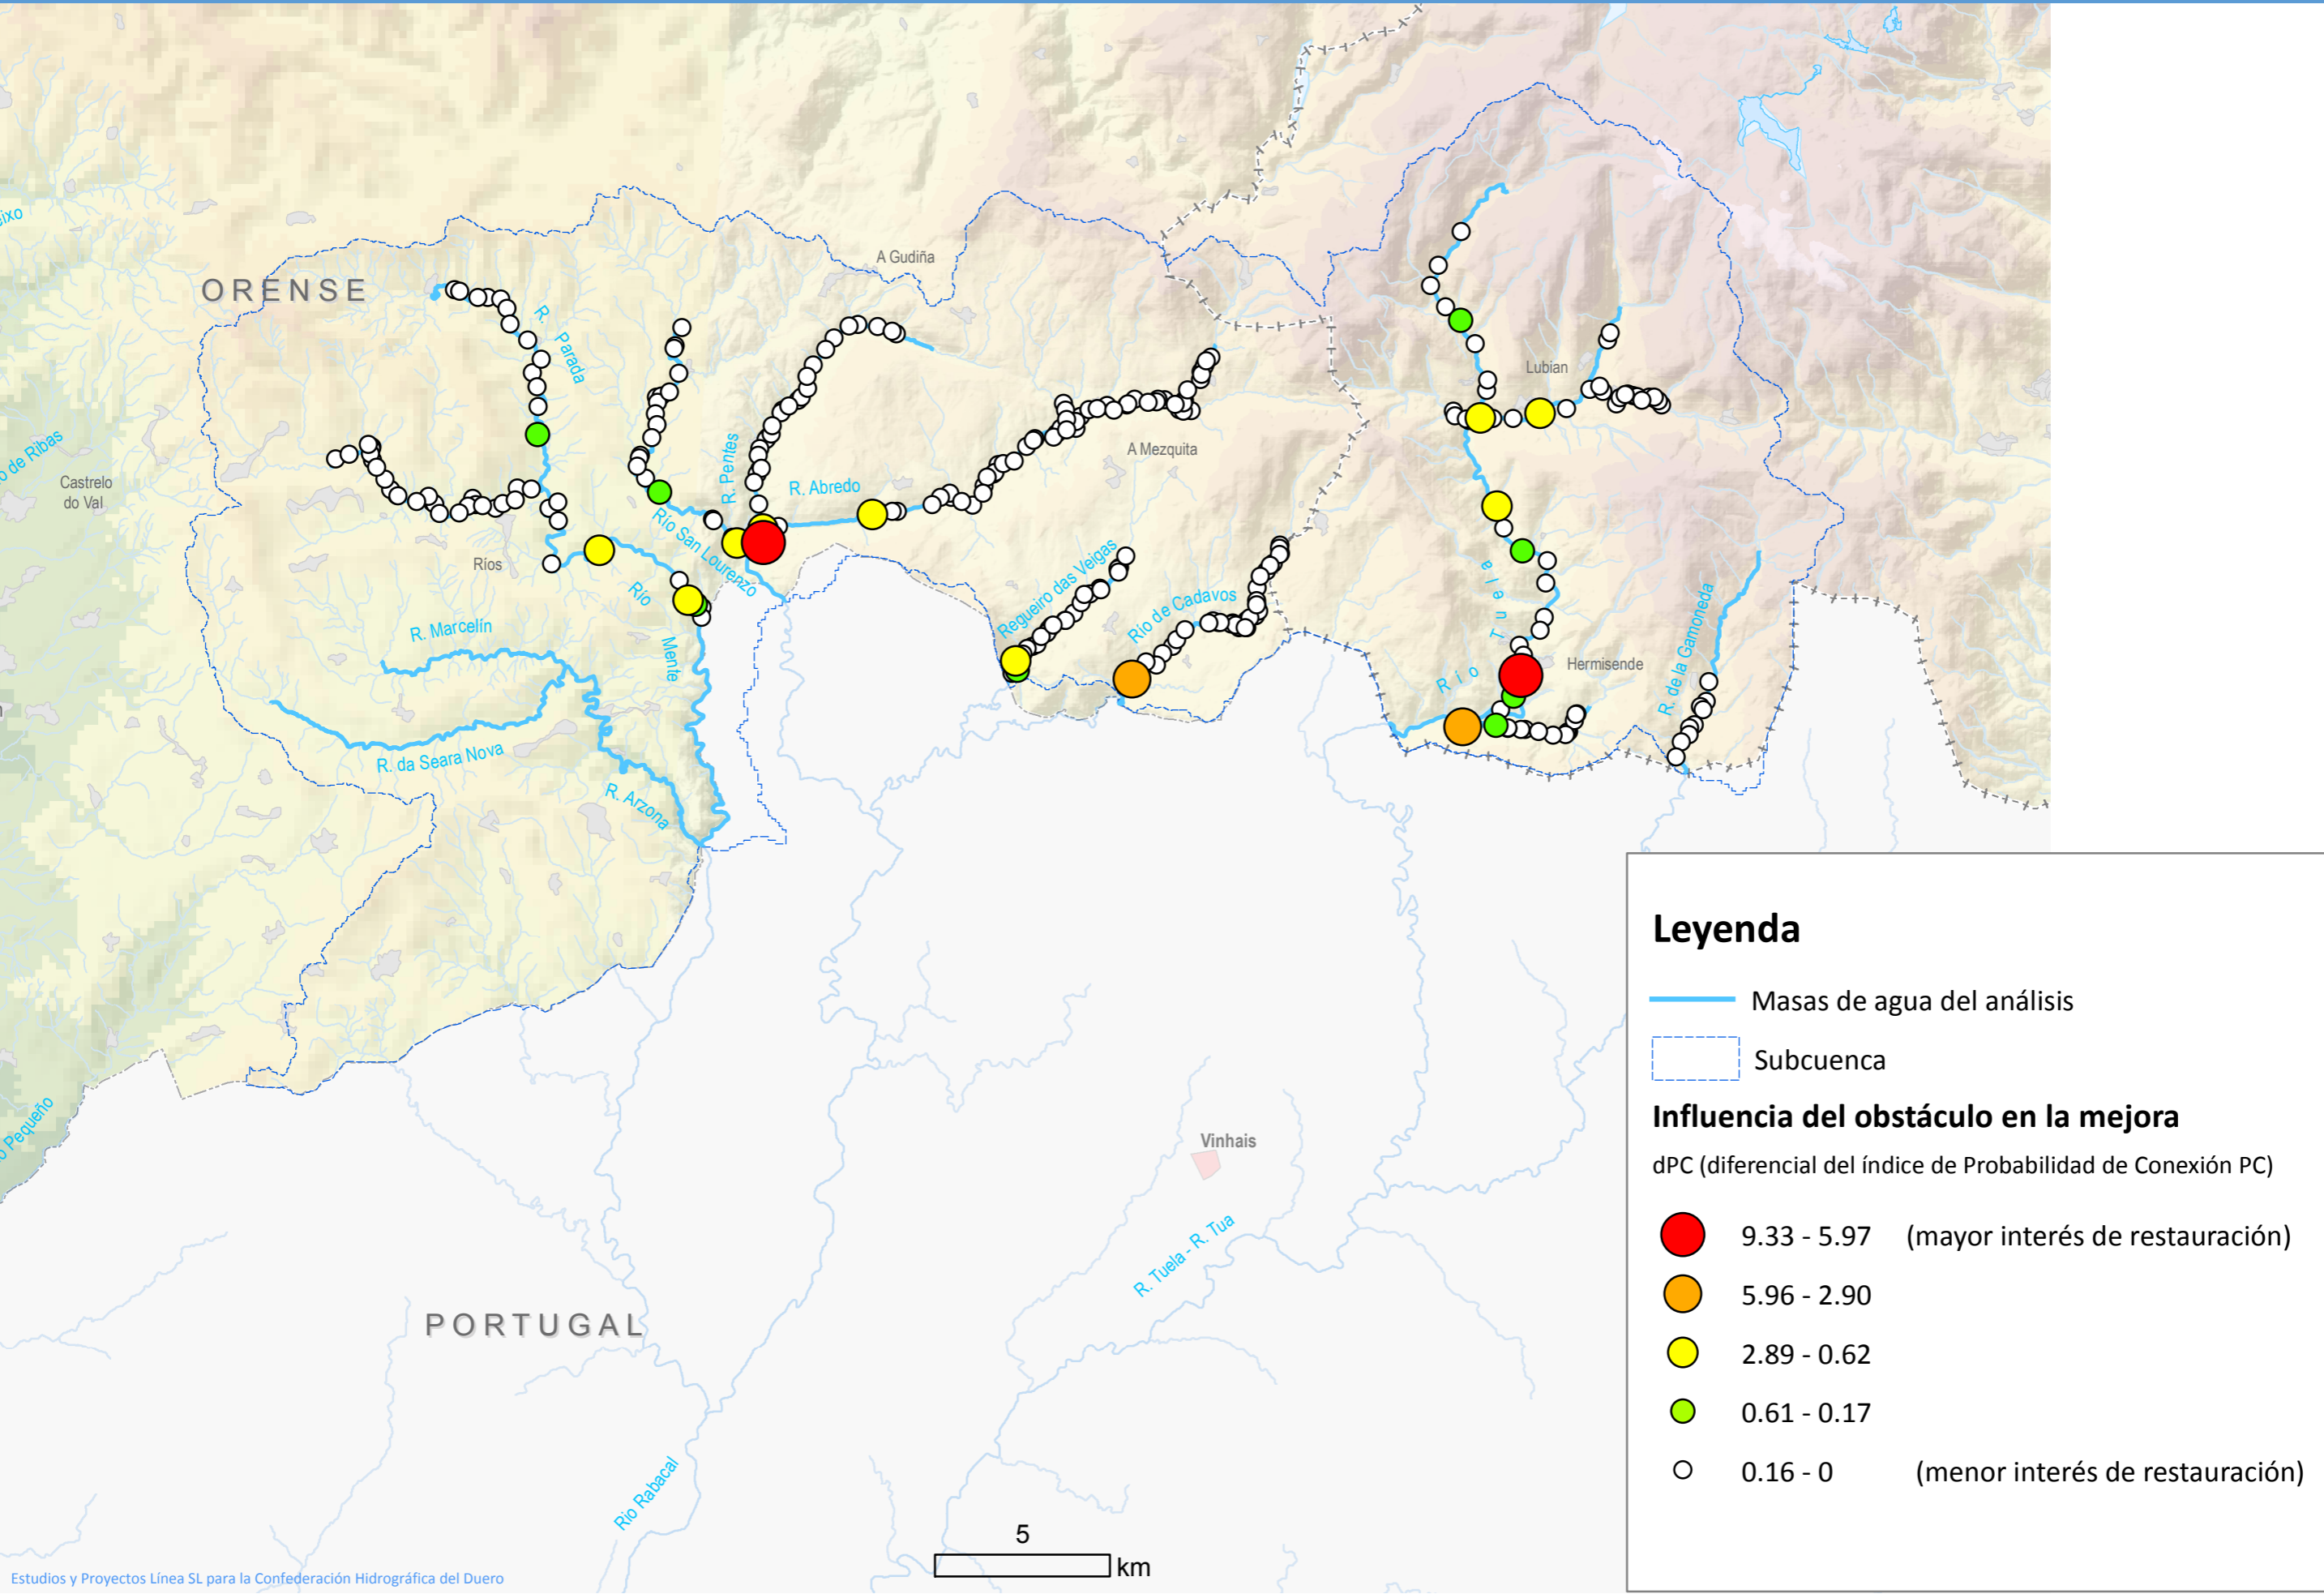 eixo
ORENSE
A Gudiña
R. Parada
Lubian
o de Ribas
Castrelo
do Val
R. Pentes
A Mezquita
R. Abredo
Río San Lourenzo
Ríos
Río Mente
Regueiro das Veigas
Río de Cadavos
Río Tuela
R. de la Gamoneda
Hermisende
R. Marcelín
R. da Seara Nova
R. Arzona
o Pequeño
Vinhais
R. Tuela - R. Tua
PORTUGAL
Rio Rabacal
5
km
Estudios y Proyectos Línea SL para la Confederación Hidrográfica del Duero
Leyenda
Masas de agua del análisis
Subcuenca
Influencia del obstáculo en la mejora
dPC (diferencial del índice de Probabilidad de Conexión PC)
9.33 - 5.97 (mayor interés de restauración)
5.96 - 2.90
2.89 - 0.62
0.61 - 0.17
0.16 - 0 (menor interés de restauración)